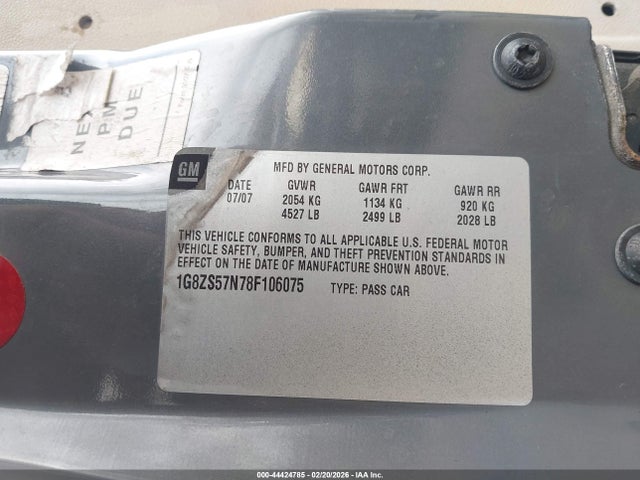 NEX
PM
DUE
GM
MFD BY GENERAL MOTORS CORP.
DATE GVWR GAWR FRT GAWR RR
07/07 2054 KG 1134 KG 920 KG
4527 LB 2499 LB 2028 LB
THIS VEHICLE CONFORMS TO ALL APPLICABLE U.S. FEDERAL MOTOR
VEHICLE SAFETY, BUMPER, AND THEFT PREVENTION STANDARDS IN
EFFECT ON THE DATE OF MANUFACTURE SHOWN ABOVE.
1G8ZS57N78F106075 TYPE: PASS CAR
000-44424785 - 02/20/2026 - IAA Inc.